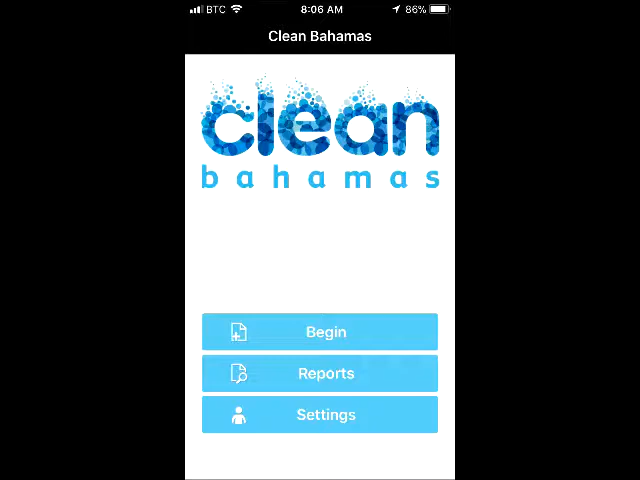 BTC 8:06 AM 86%
Clean Bahamas
clean
bahamas
Begin
Reports
Settings